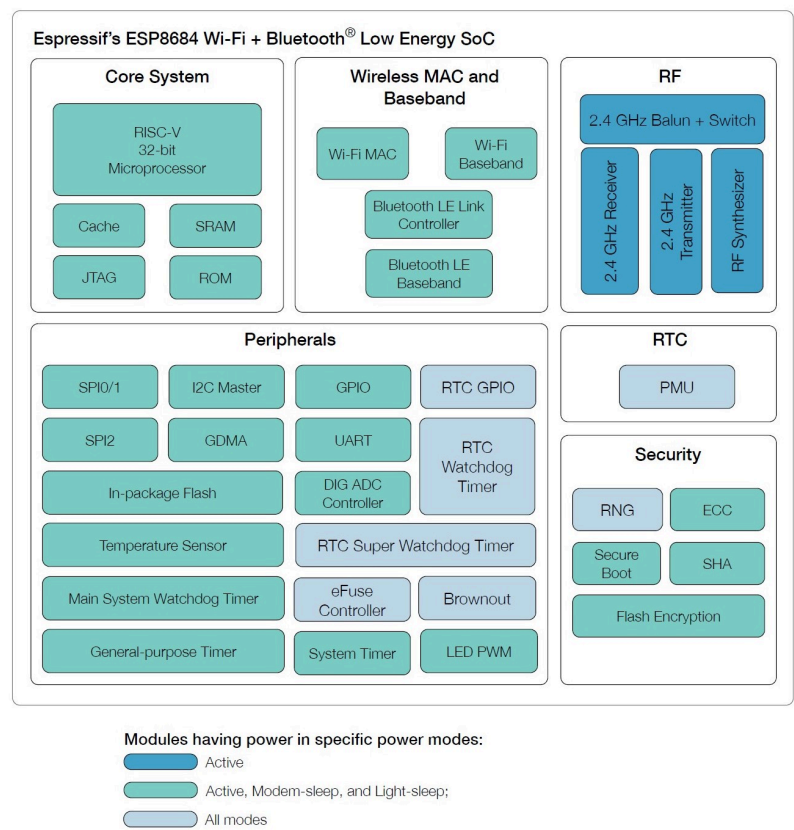 Espressif's ESP8684 Wi-Fi + Bluetooth® Low Energy SoC
Core System
RISC-V
32-bit
Microprocessor
Cache
SRAM
JTAG
ROM
Wireless MAC and
Baseband
Wi-Fi MAC
Wi-Fi
Baseband
Bluetooth LE Link
Controller
Bluetooth LE
Baseband
RF
2.4 GHz Balun + Switch
2.4 GHz Receiver
2.4 GHz
Transmitter
RF Synthesizer
Peripherals
SPI0/1
I2C Master
GPIO
RTC GPIO
SPI2
GDMA
UART
RTC
Watchdog
Timer
In-package Flash
DIG ADC
Controller
Temperature Sensor
RTC Super Watchdog Timer
Main System Watchdog Timer
eFuse
Controller
Brownout
General-purpose Timer
System Timer
LED PWM
RTC
PMU
Security
RNG
ECC
Secure
Boot
SHA
Flash Encryption
Modules having power in specific power modes:
Active
Active, Modem-sleep, and Light-sleep;
All modes